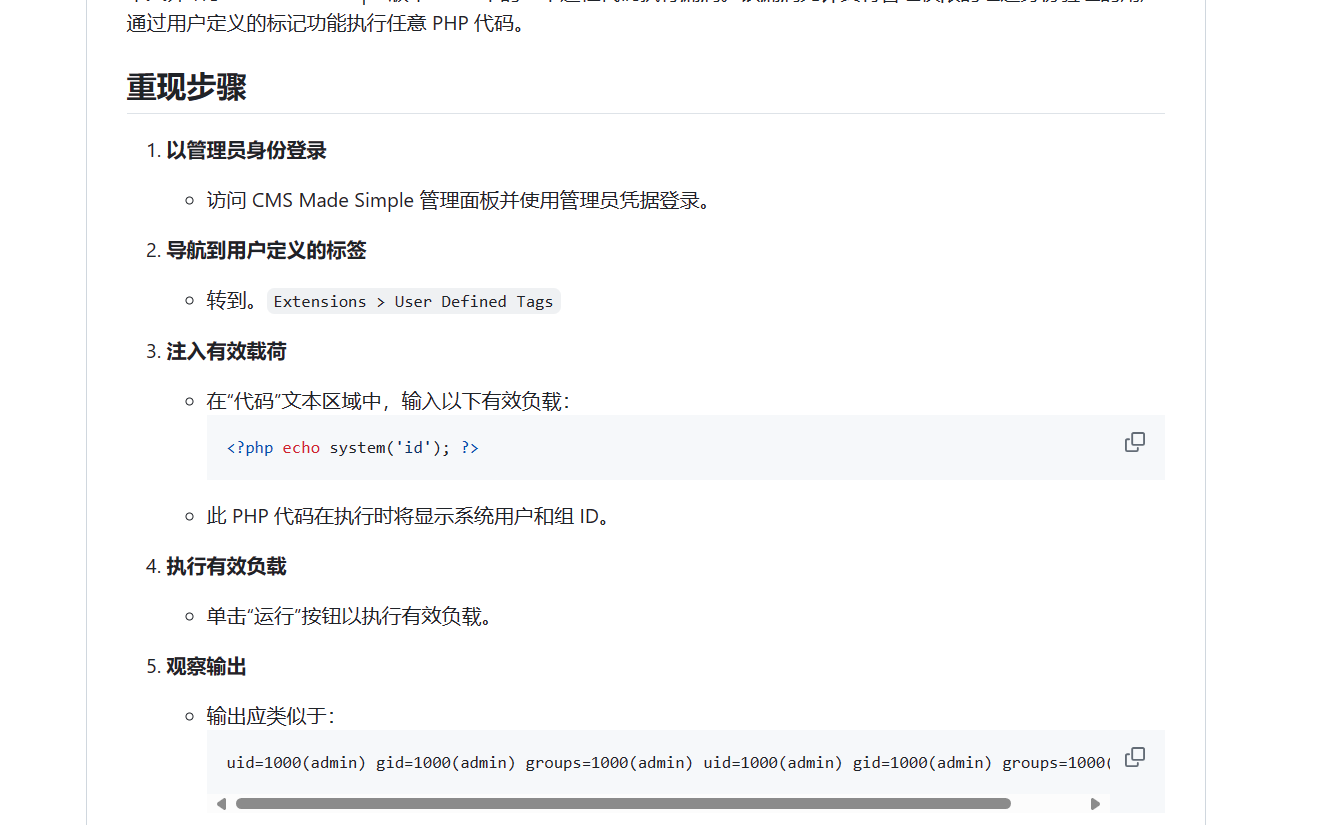 通过用户定义的标记功能执行任意 PHP 代码。
重现步骤
1. 以管理员身份登录
访问 CMS Made Simple 管理面板并使用管理员凭据登录。
2. 导航到用户定义的标签
转到。 Extensions > User Defined Tags
3. 注入有效载荷
在“代码”文本区域中，输入以下有效负载：
<?php echo system('id'); ?>
此 PHP 代码在执行时将显示系统用户和组 ID。
4. 执行有效负载
单击“运行”按钮以执行有效负载。
5. 观察输出
输出应类似于：
uid=1000(admin) gid=1000(admin) groups=1000(admin) uid=1000(admin) gid=1000(admin) groups=1000(